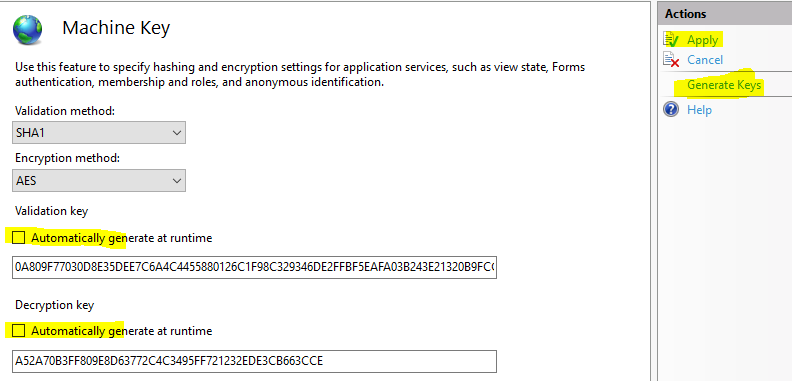 Machine Key
Use this feature to specify hashing and encryption settings for application services, such as view state, Forms
authentication, membership and roles, and anonymous identification.
Validation method:
SHA1
Encryption method:
AES
Validation key
Automatically generate at runtime
0A809F77030D8E35DEE7C6A4C4455880126C1F98C329346DE2FFBF5EAFA03B243E21320B9FCC
Decryption key
Automatically generate at runtime
A52A70B3FF809E8D63772C4C3495FF721232EDE3CB663CCE
Actions
Apply
Cancel
Generate Keys
Help